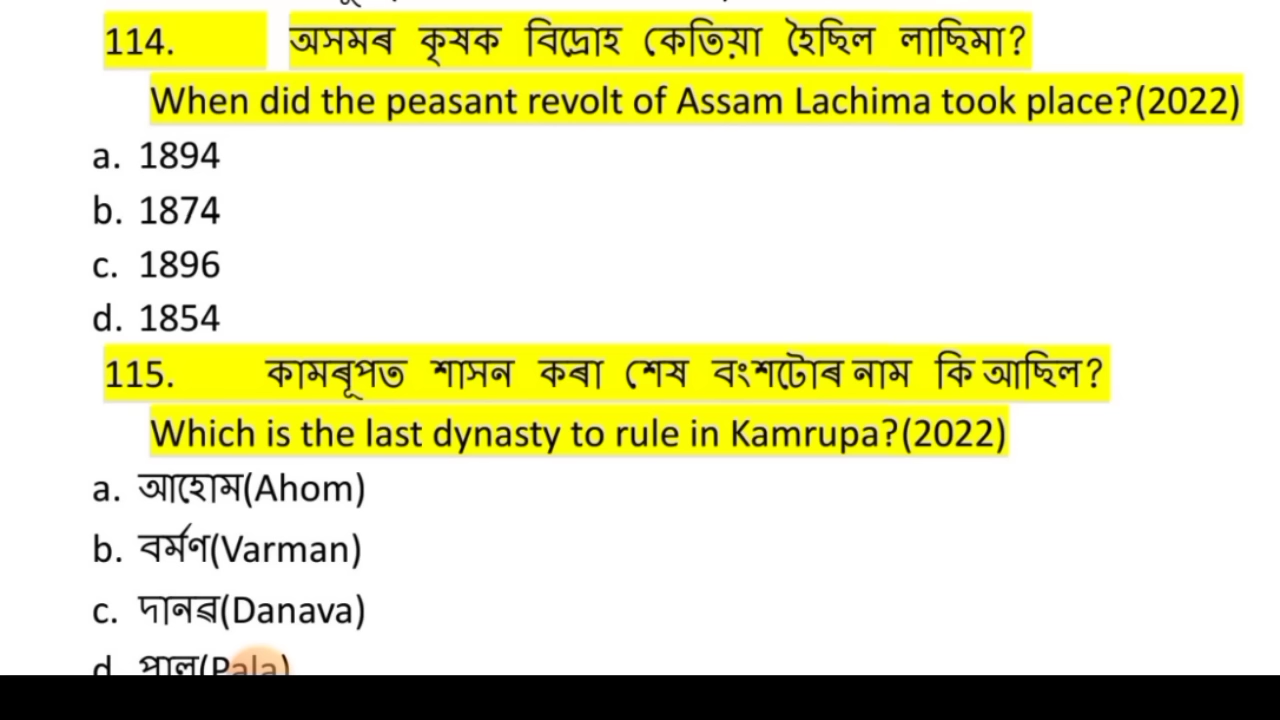 114. অসমৰ কৃষক বিদ্ৰোহ কেতিয়া হৈছিল লাছিমা?
When did the peasant revolt of Assam Lachima took place?(2022)
a. 1894
b. 1874
c. 1896
d. 1854
115. কামৰূপত শাসন কৰা শেষ বংশটোৰ নাম কি আছিল?
Which is the last dynasty to rule in Kamrupa?(2022)
a. আহোম(Ahom)
b. বৰ্মণ(Varman)
c. দানৱ(Danava)
d. পাল(Pala)